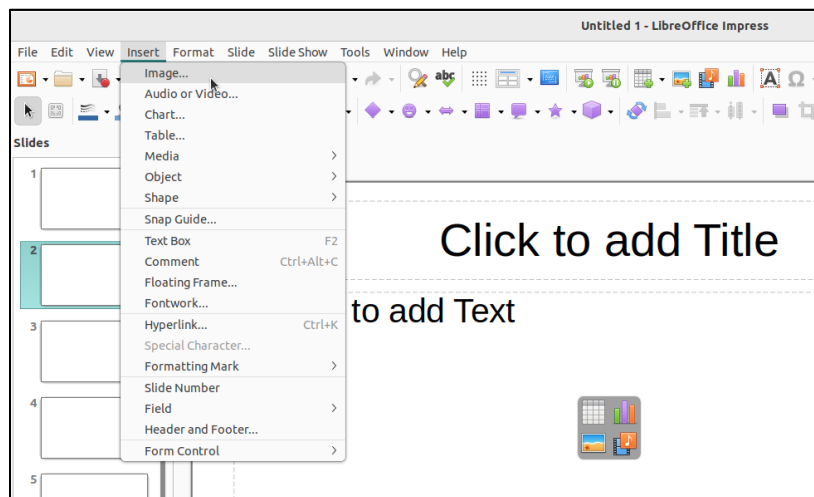 Untitled 1 - LibreOffice Impress
File Edit View Insert Format Slide Slide Show Tools Window Help
Image...
Audio or Video...
Chart...
Table...
Media
Object
Shape
Snap Guide...
Text Box F2
Comment Ctrl+Alt+C
Floating Frame...
Fontwork...
Hyperlink... Ctrl+K
Special Character...
Formatting Mark
Slide Number
Field
Header and Footer...
Form Control
abc
A Ω
Slides
1
2
3
4
5
Click to add Title
to add Text